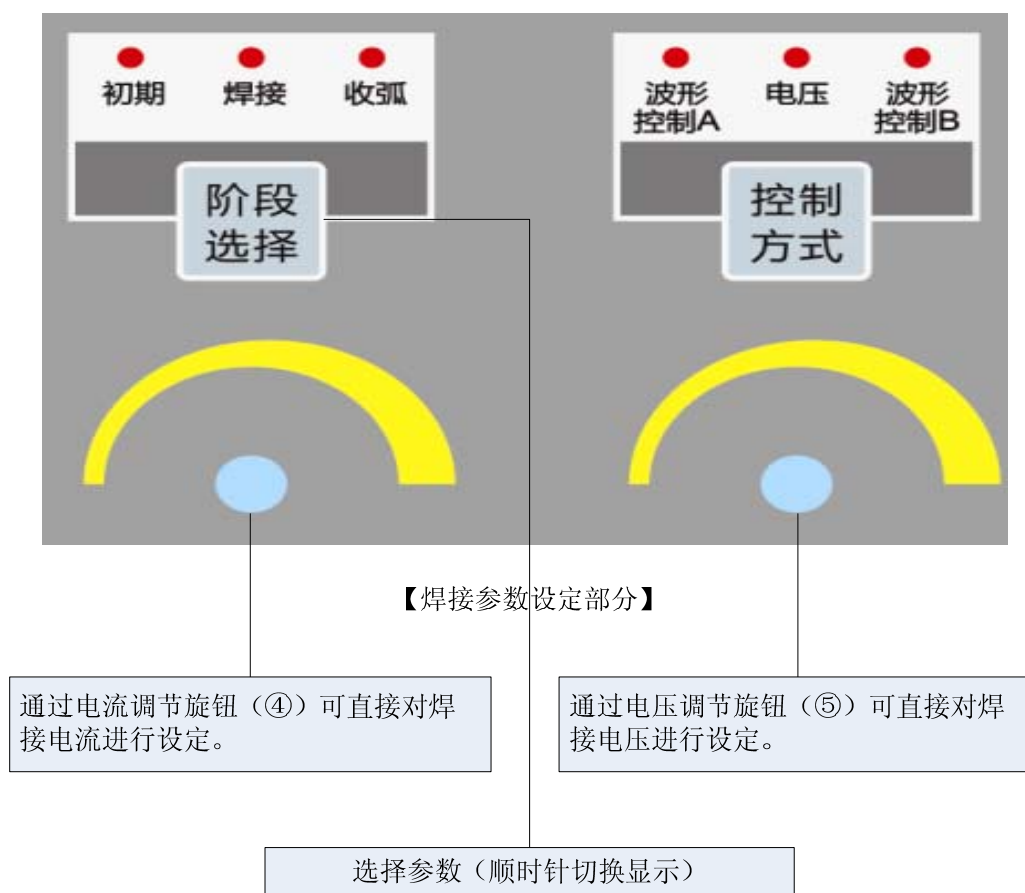 初期 焊接 收弧
波形 电压 波形
控制A 控制B
阶段
选择
控制
方式
【焊接参数设定部分】
通过电流调节旋钮（④）可直接对焊
接电流进行设定。
通过电压调节旋钮（⑤）可直接对焊
接电压进行设定。
选择参数（顺时针切换显示）